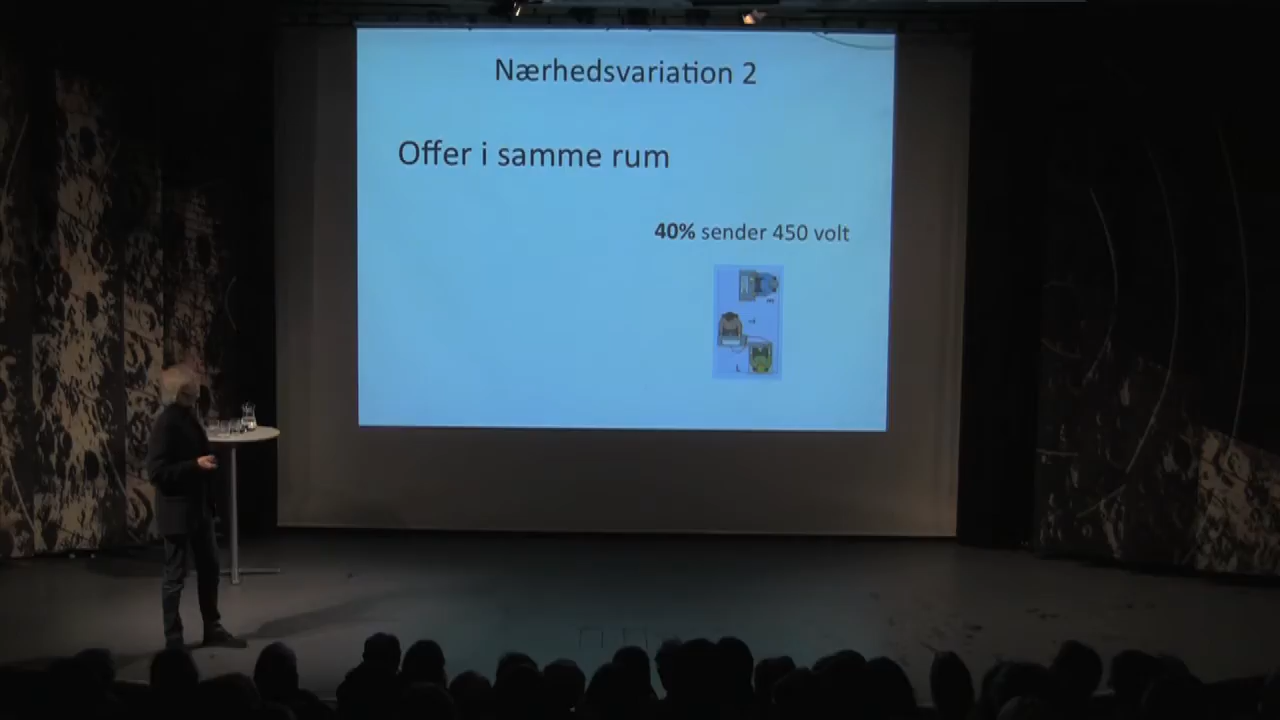 Nærhedsvariation 2
Offer i samme rum
40% sender 450 volt